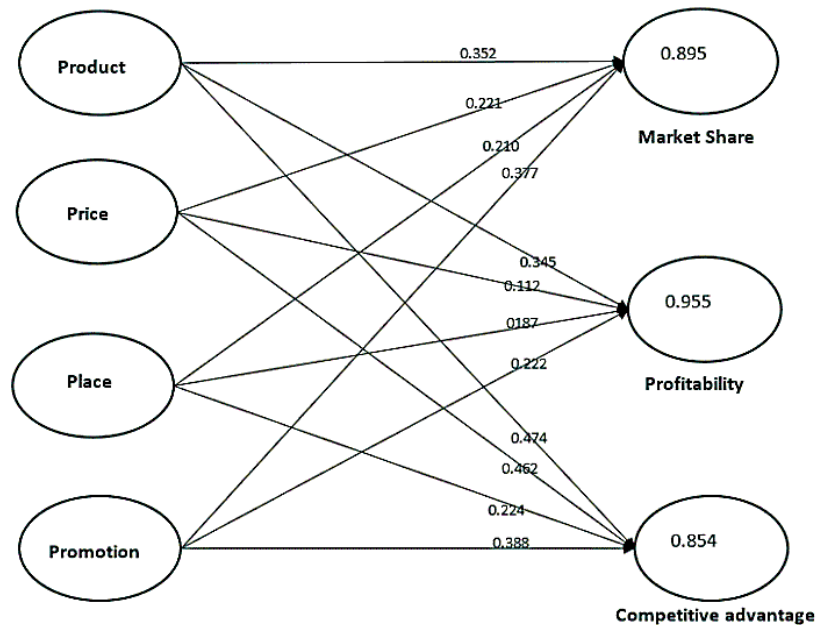 Product
0.352
0.895
Market Share
0.221
0.210
0.377
Price
0.345
0.112
0.955
Profitability
0187
0.222
Place
0.474
0.462
0.224
0.388
Promotion
0.854
Competitive advantage